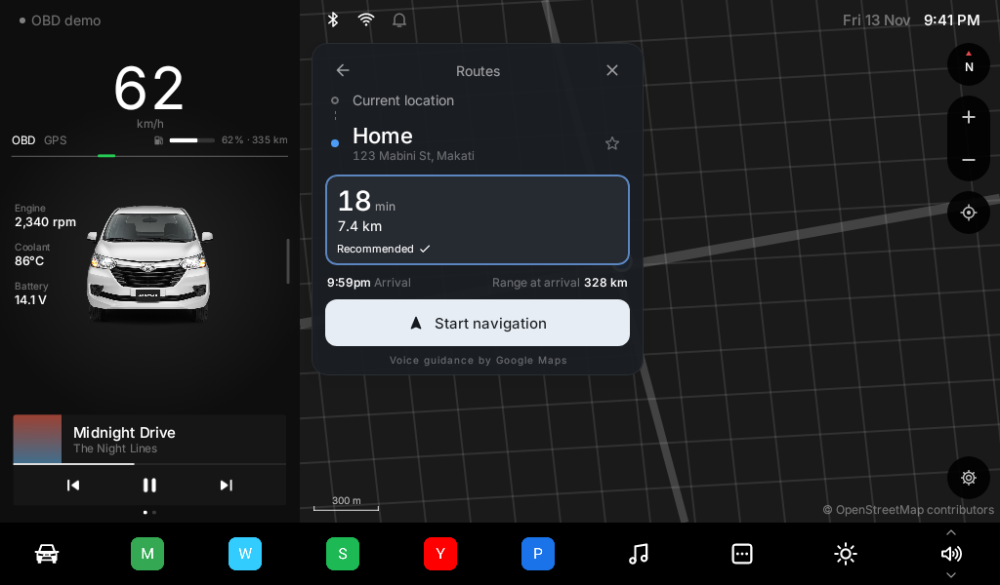 OBD demo
62
km/h
OBD GPS
62% · 335 km
Engine
2,340 rpm
Coolant
86°C
Battery
14.1 V
Midnight Drive
The Night Lines
Fri 13 Nov 9:41 PM
N
Routes
Current location
Home
123 Mabini St, Makati
18 min
7.4 km
Recommended
9:59pm Arrival
Range at arrival 328 km
Start navigation
Voice guidance by Google Maps
300 m
© OpenStreetMap contributors
M
W
S
Y
P